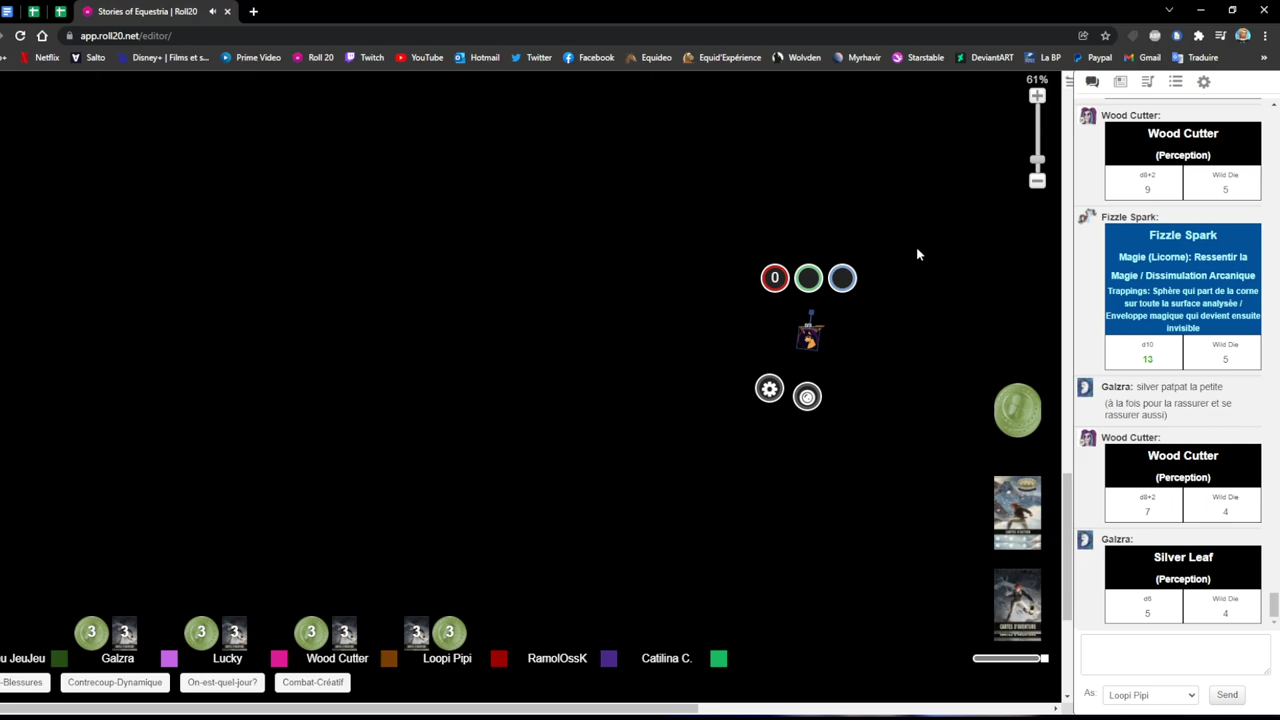 Stories of Equestria | Roll20
app.roll20.net/editor/
Netflix
Salto
Disney+ | Films et s...
Prime Video
Roll 20
Twitch
YouTube
Hotmail
Twitter
Facebook
Equideo
Equid'Expérience
Wolvden
Myrhavir
Starstable
DeviantART
La BP
Paypal
Gmail
Traduire
61%
Wood Cutter:
Wood Cutter
(Perception)
d8+2
Wild Die
9
5
Fizzle Spark:
Fizzle Spark
Magie (Licorne): Ressentir la
Magie / Dissimulation Arcanique
Trappings: Sphère qui part de la corne
sur toute la surface analysée /
Enveloppe magique qui devient ensuite
invisible
d10
Wild Die
13
5
Galzra: silver patpat la petite
(à la fois pour la rassurer et se
rassurer aussi)
Wood Cutter:
Wood Cutter
(Perception)
d8+2
Wild Die
7
4
Galzra:
Silver Leaf
(Perception)
d6
Wild Die
5
4
0
3
3
3
3
3
3
3
3
u JeuJeu
Galzra
Lucky
Wood Cutter
Loopi Pipi
RamolOssK
Catilina C.
-Blessures
Contrecoup-Dynamique
On-est-quel-jour?
Combat-Créatif
As:
Loopi Pipi
Send